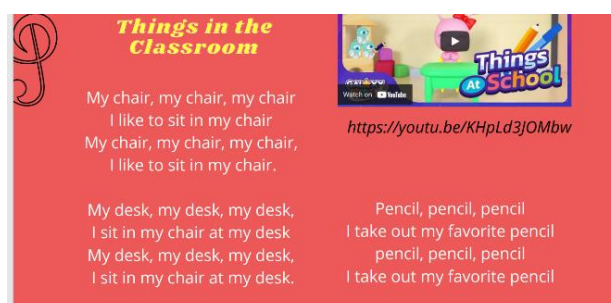 Things in the
Classroom
My chair, my chair, my chair
I like to sit in my chair
My chair, my chair, my chair,
I like to sit in my chair.
My desk, my desk, my desk,
I sit in my chair at my desk
My desk, my desk, my desk,
I sit in my chair at my desk.
Things
At School
Watch on YouTube
https://youtu.be/KHpLd3JOMbw
Pencil, pencil, pencil
I take out my favorite pencil
pencil, pencil, pencil
I take out my favorite pencil